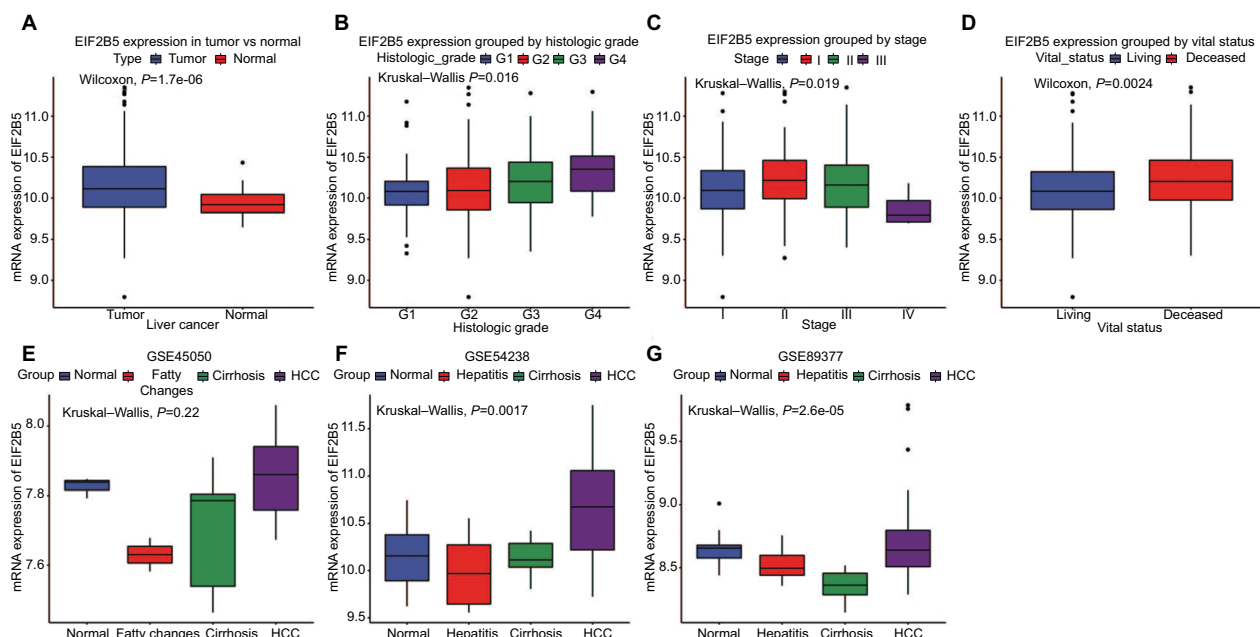 A
EIF2B5 expression in tumor vs normal
Type Tumor Normal
Wilcoxon, P=1.7e-06
mRNA expression of EIF2B5
11.0
10.5
10.0
9.5
9.0
Tumor Normal
Liver cancer
B
EIF2B5 expression grouped by histologic grade
Histologic_grade G1 G2 G3 G4
Kruskal–Wallis P=0.016
mRNA expression of EIF2B5
11.0
10.5
10.0
9.5
9.0
G1 G2 G3 G4
Histologic grade
C
EIF2B5 expression grouped by stage
Stage I II III
Kruskal–Wallis, P=0.019
mRNA expression of EIF2B5
11.0
10.5
10.0
9.5
9.0
I II III IV
Stage
D
EIF2B5 expression grouped by vital status
Vital_status Living Deceased
Wilcoxon, P=0.0024
mRNA expression of EIF2B5
11.0
10.5
10.0
9.5
9.0
Living Deceased
Vital status
E
GSE45050
Group Normal Fatty Changes Cirrhosis HCC
Kruskal–Wallis, P=0.22
mRNA expression of EIF2B5
8.0
7.8
7.6
Normal Fatty changes Cirrhosis HCC
F
GSE54238
Group Normal Hepatitis Cirrhosis HCC
Kruskal–Wallis, P=0.0017
mRNA expression of EIF2B5
11.5
11.0
10.5
10.0
9.5
Normal Hepatitis Cirrhosis HCC
G
GSE89377
Group Normal Hepatitis Cirrhosis HCC
Kruskal–Wallis, P=2.6e-05
mRNA expression of EIF2B5
9.5
9.0
8.5
Normal Hepatitis Cirrhosis HCC